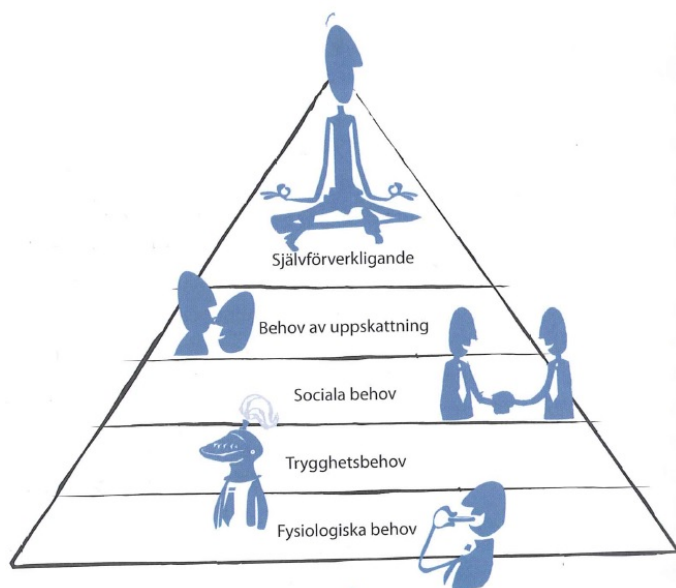 Självförverkligande
Behov av uppskattning
Sociala behov
Trygghetsbehov
Fysiologiska behov